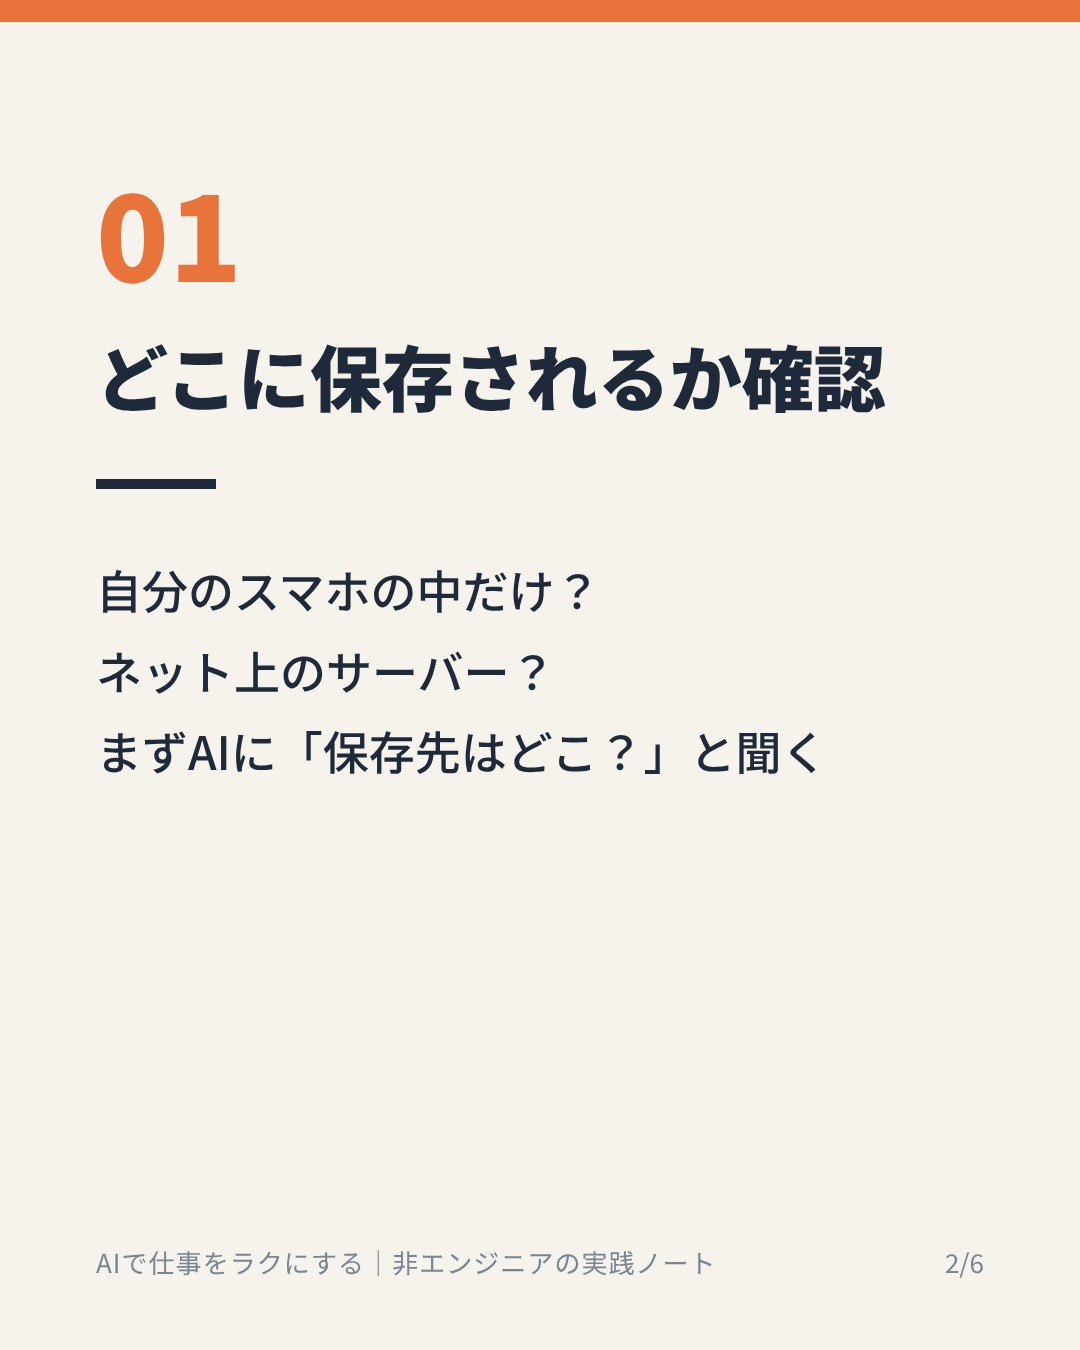 01
どこに保存されるか確認
自分のスマホの中だけ？
ネット上のサーバー？
まずAIに「保存先はどこ？」と聞く
AIで仕事をラクにする｜非エンジニアの実践ノート
2/6